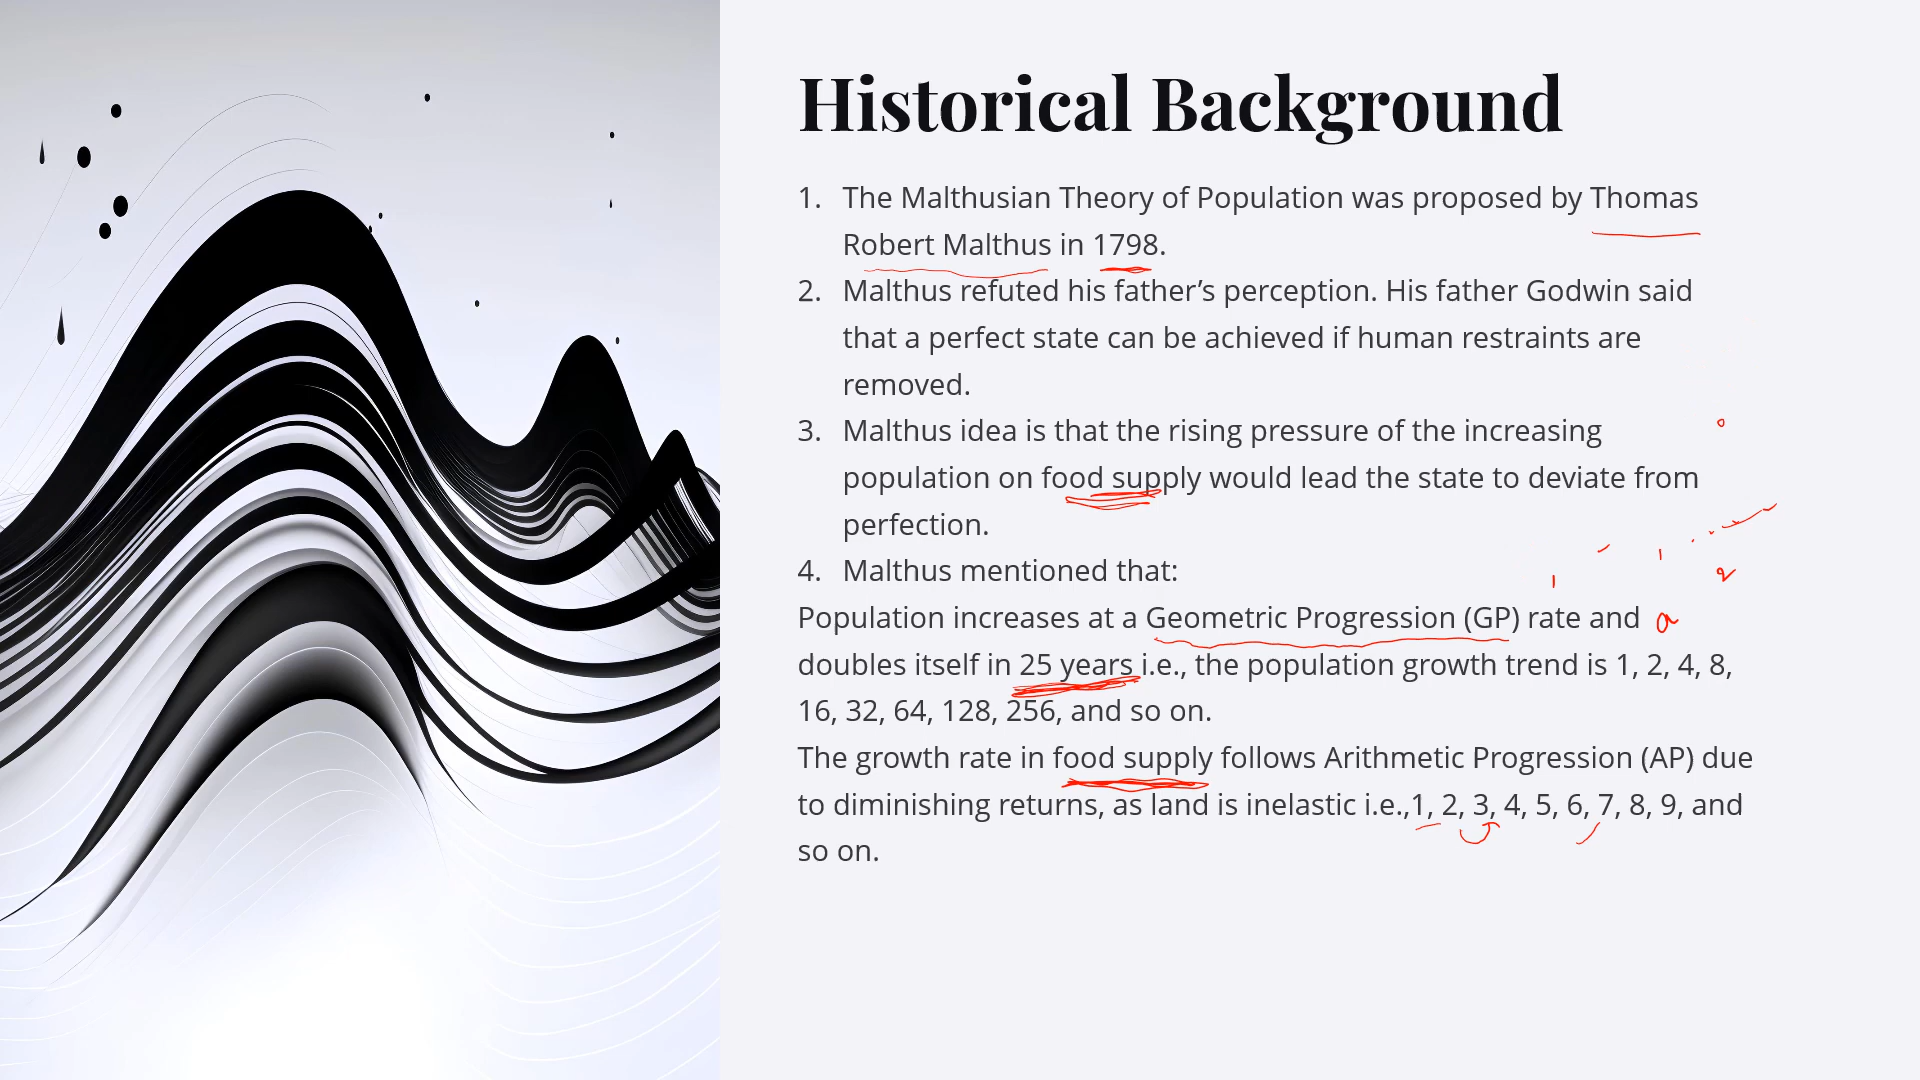 Historical Background
1. The Malthusian Theory of Population was proposed by Thomas
Robert Malthus in 1798.
2. Malthus refuted his father’s perception. His father Godwin said
that a perfect state can be achieved if human restraints are
removed.
3. Malthus idea is that the rising pressure of the increasing
population on food supply would lead the state to deviate from
perfection.
4. Malthus mentioned that:
Population increases at a Geometric Progression (GP) rate and
doubles itself in 25 years i.e., the population growth trend is 1, 2, 4, 8,
16, 32, 64, 128, 256, and so on.
The growth rate in food supply follows Arithmetic Progression (AP) due
to diminishing returns, as land is inelastic i.e.,1, 2, 3, 4, 5, 6, 7, 8, 9, and
so on.